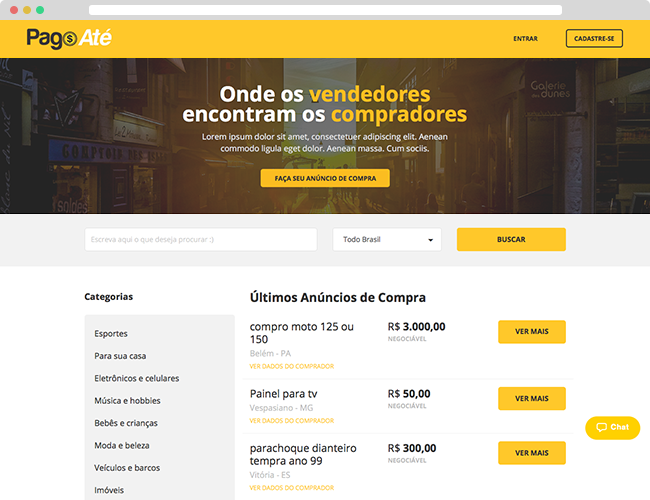 Pago Até
ENTRAR
CADASTRE-SE
Onde os vendedores
encontram os compradores
Lorem ipsum dolor sit amet, consectetuer adipiscing elit. Aenean
commodo ligula eget dolor. Aenean massa. Cum sociis.
FAÇA SEU ANÚNCIO DE COMPRA
Galerie
des
dunes
soldes
Escreva aqui o que deseja procurar :)
Todo Brasil
BUSCAR
Categorias
Esportes
Para sua casa
Eletrônicos e celulares
Música e hobbies
Bebês e crianças
Moda e beleza
Veículos e barcos
Imóveis
Últimos Anúncios de Compra
compro moto 125 ou
150
Belém - PA
VER DADOS DO COMPRADOR
R$ 3.000,00
NEGOCIÁVEL
VER MAIS
Painel para tv
Vespasiano - MG
VER DADOS DO COMPRADOR
R$ 50,00
NEGOCIÁVEL
VER MAIS
parachoque dianteiro
tempra ano 99
Vitória - ES
VER DADOS DO COMPRADOR
R$ 300,00
NEGOCIÁVEL
VER MAIS
Chat